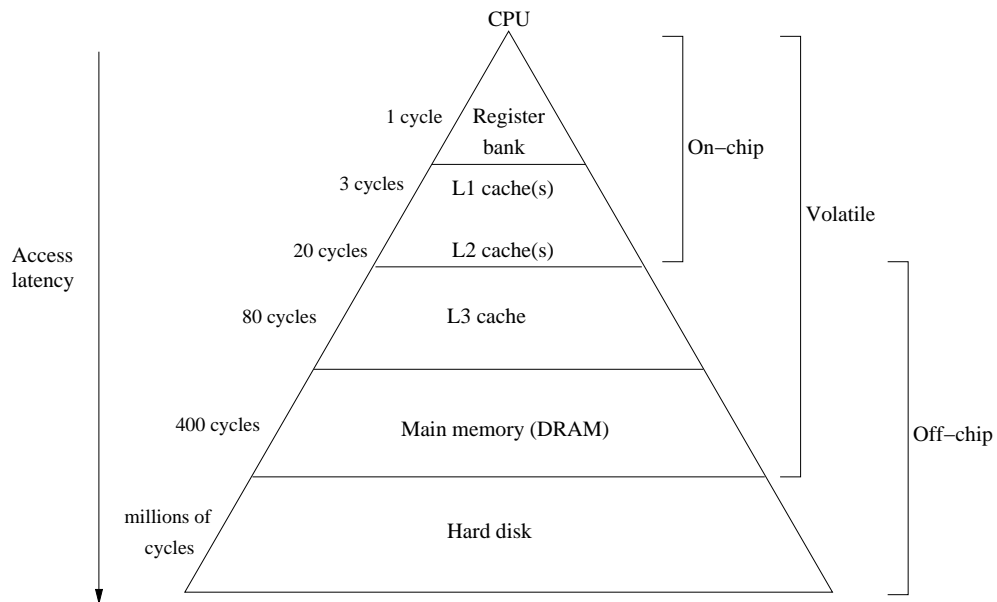 CPU
1 cycle
Register
bank
On−chip
3 cycles
L1 cache(s)
Volatile
20 cycles
L2 cache(s)
Access
latency
80 cycles
L3 cache
400 cycles
Main memory (DRAM)
Off−chip
millions of
cycles
Hard disk